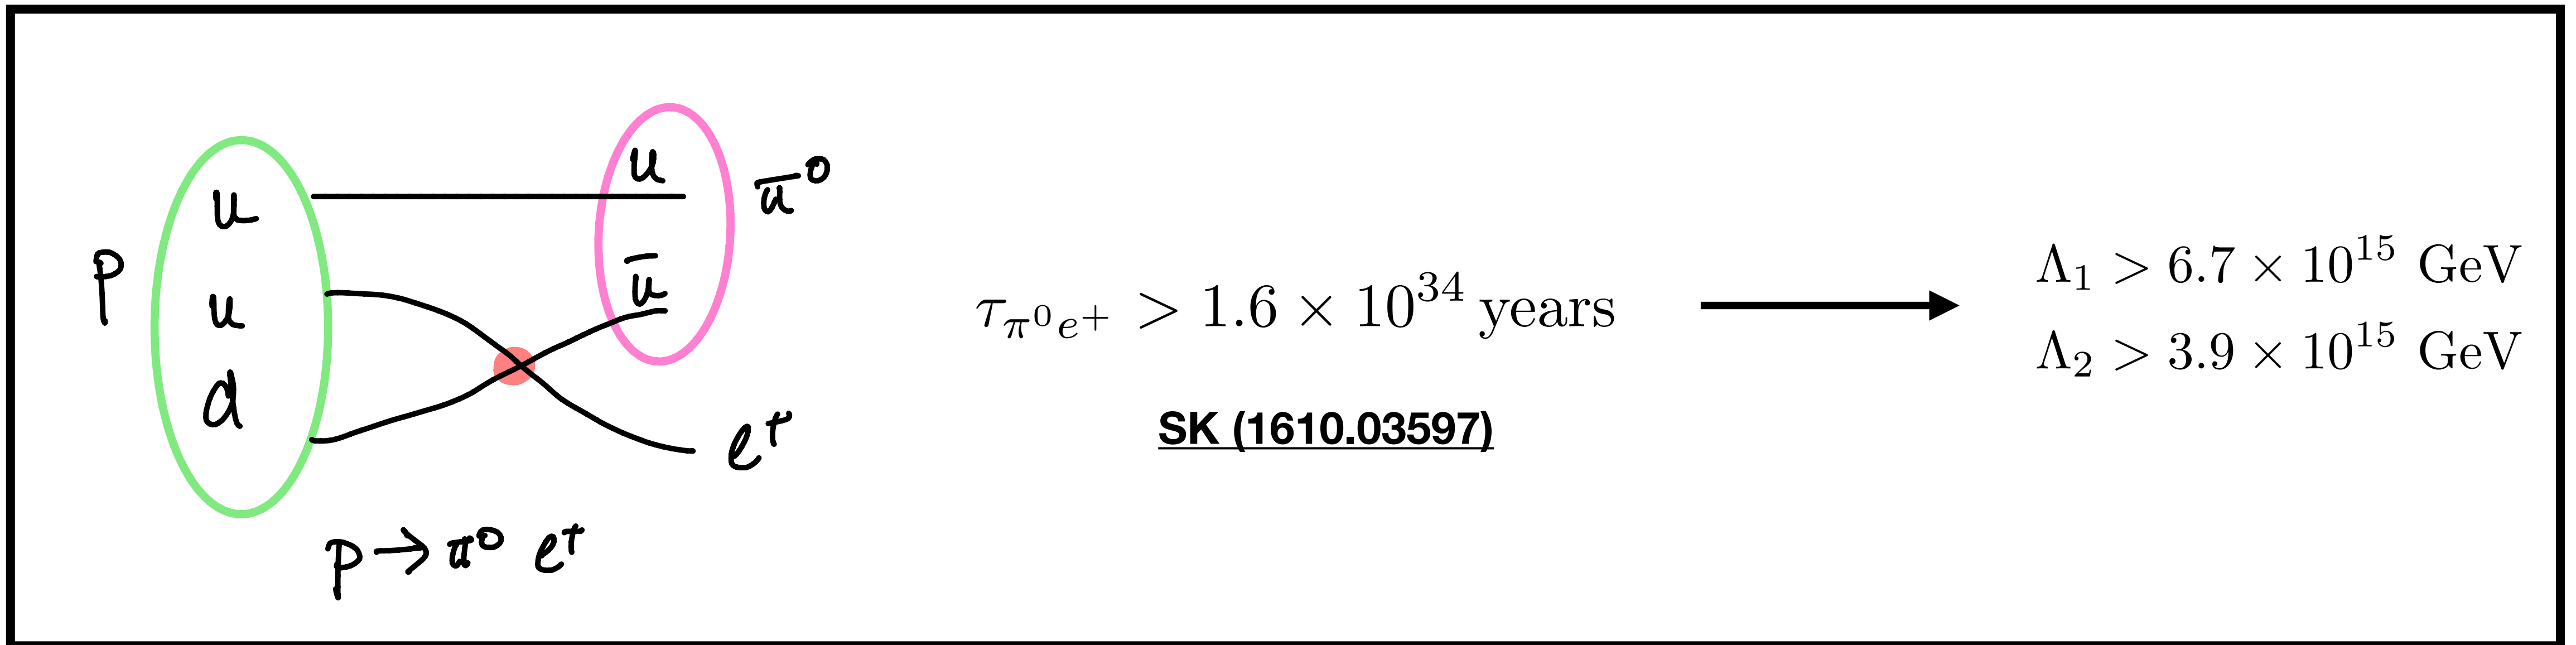 p
u
u
d
u
ū
π⁰
e⁺
p → π⁰ e⁺
τ_{π⁰e⁺} > 1.6 × 10³⁴ years
SK (1610.03597)
Λ₁ > 6.7 × 10¹⁵ GeV
Λ₂ > 3.9 × 10¹⁵ GeV